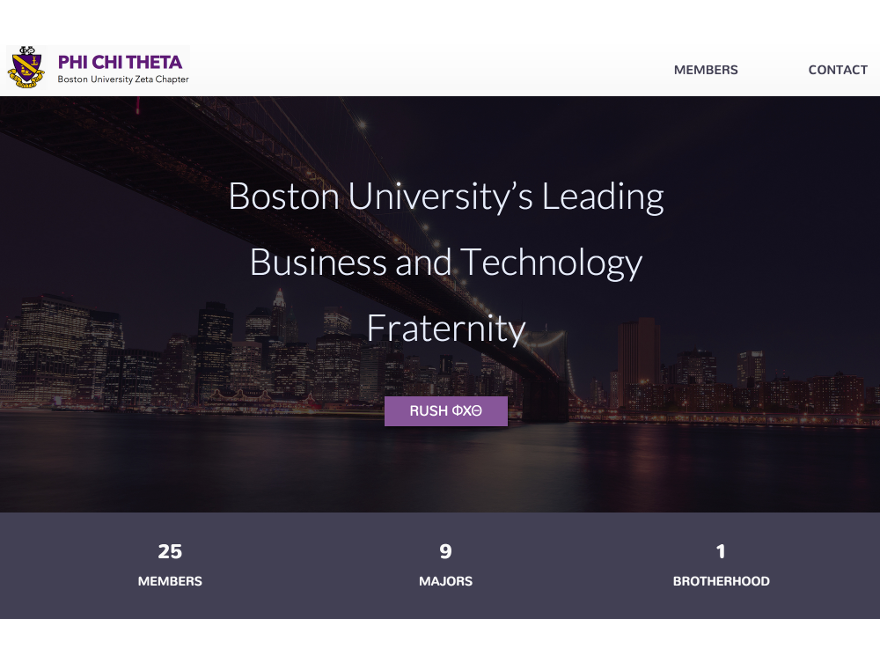 PHI CHI THETA
Boston University Zeta Chapter
MEMBERS
CONTACT
Boston University’s Leading
Business and Technology
Fraternity
RUSH ΦΧΘ
25
MEMBERS
9
MAJORS
1
BROTHERHOOD